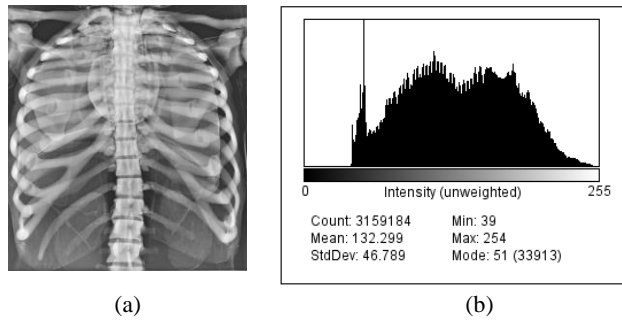 0
Intensity (unweighted)
255
Count: 3159184
Min: 39
Mean: 132.299
Max: 254
StdDev: 46.789
Mode: 51 (33913)
(a)
(b)